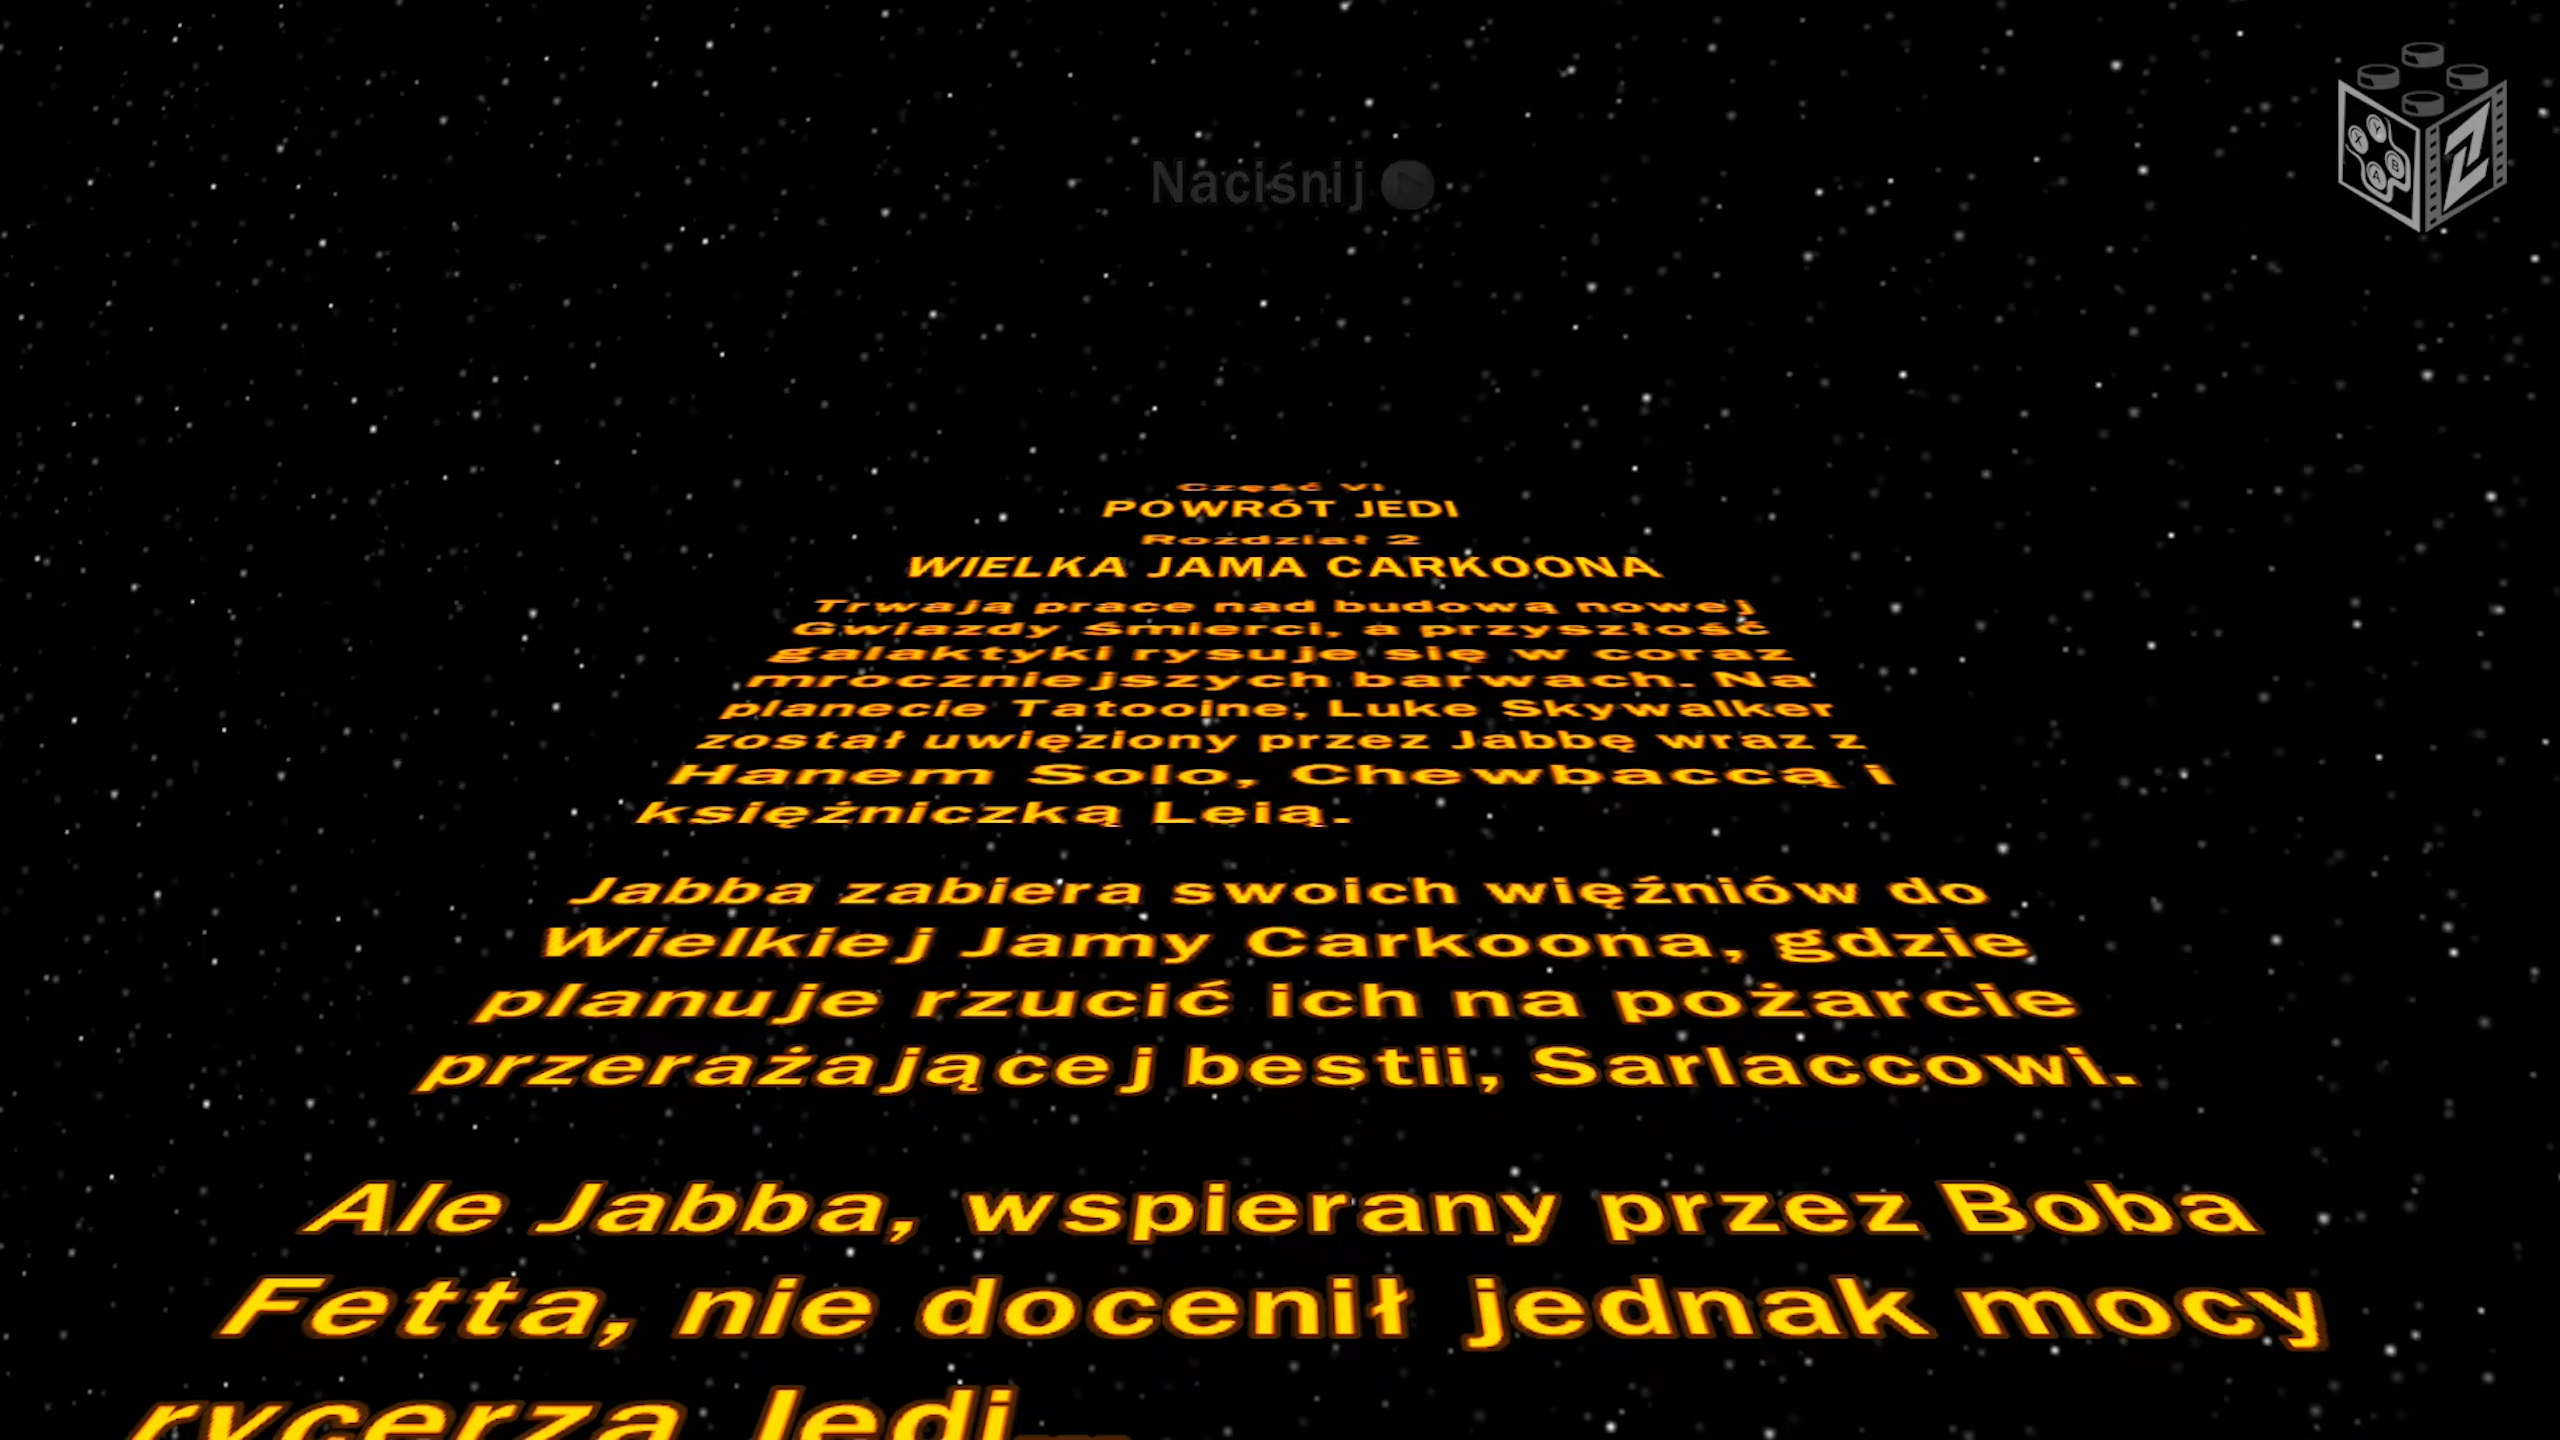 Naciśnij
Część VI
POWRÓT JEDI
Rozdział 2
WIELKA JAMA CARKOONA
Trwają prace nad budową nowej
Gwiazdy Śmierci, a przyszłość
galaktyki rysuje się w coraz
mroczniejszych barwach. Na
planecie Tatooine, Luke Skywalker
został uwięziony przez Jabbę wraz z
Hanem Solo, Chewbaccą i
księżniczką Leią.
Jabba zabiera swoich więźniów do
Wielkiej Jamy Carkoona, gdzie
planuje rzucić ich na pożarcie
przerażającej bestii, Sarlaccowi.
Ale Jabba, wspierany przez Boba
Fetta, nie docenił jednak mocy
rycerza Jedi...
X Y B A Z